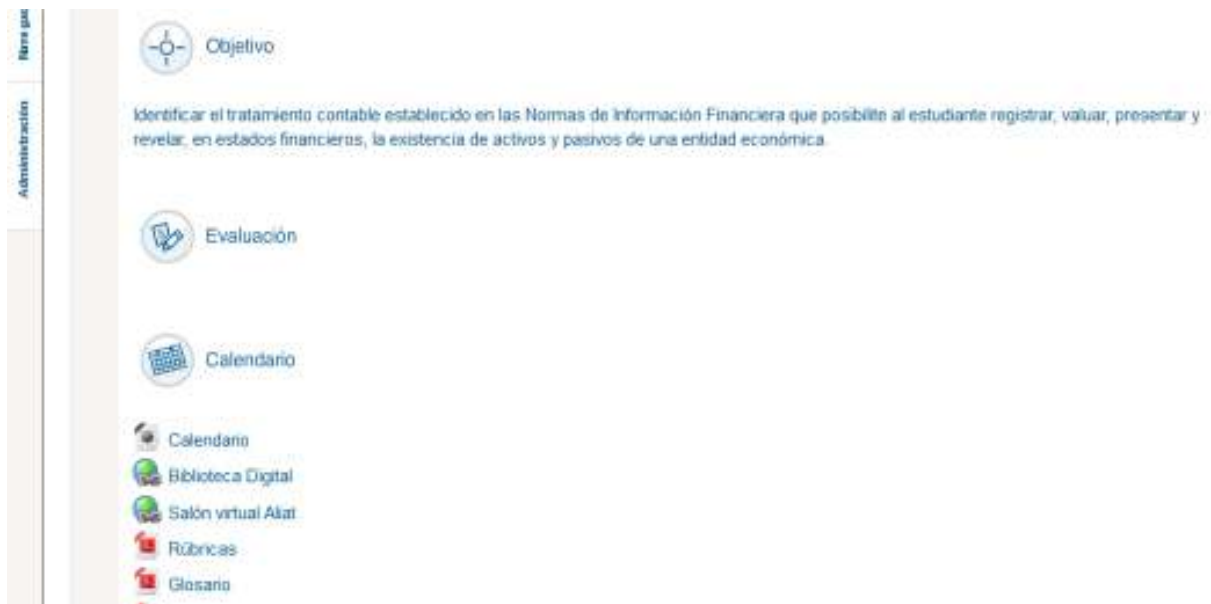 Objetivo
Identificar el tratamiento contable establecido en las Normas de Información Financiera que posibilite al estudiante registrar, valuar, presentar y
revelar, en estados financieros, la existencia de activos y pasivos de una entidad económica.
Administración
Evaluación
Calendario
Calendario
Biblioteca Digital
Salón virtual Aliat
Rúbricas
Glosario